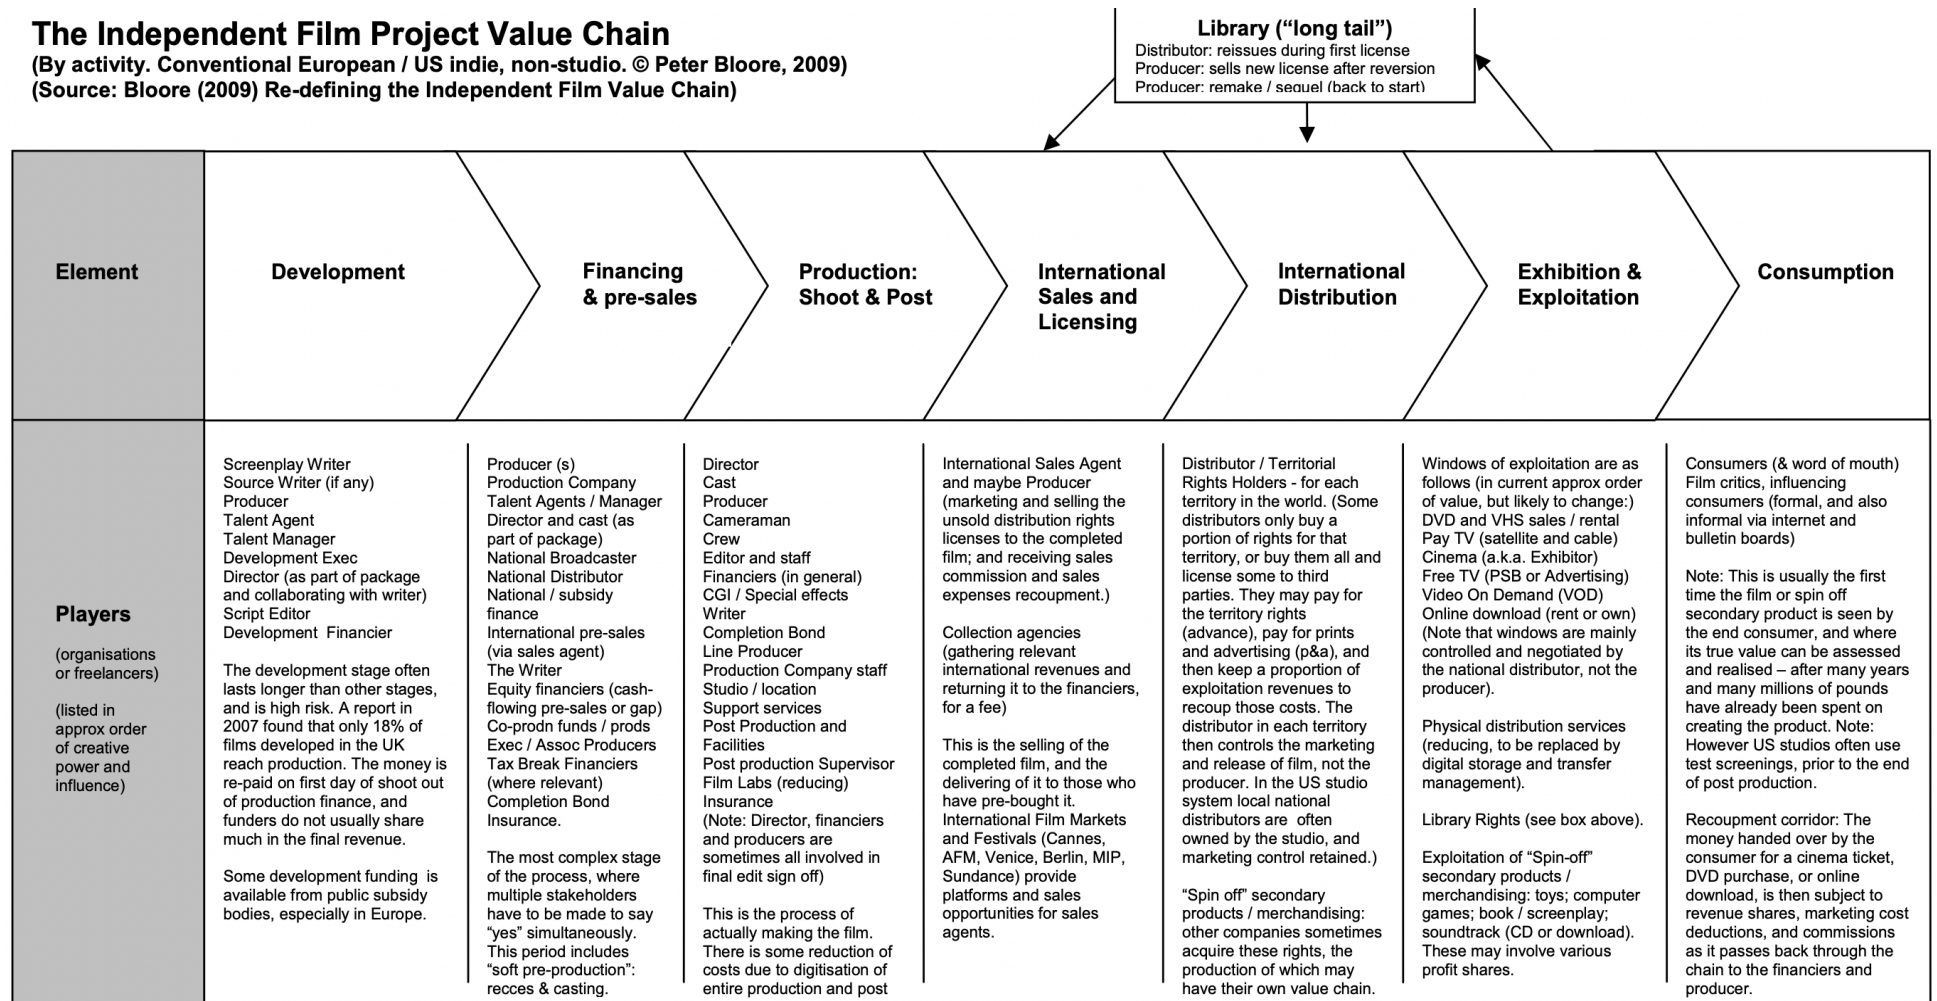 The Independent Film Project Value Chain
(By activity. Conventional European / US indie, non-studio. © Peter Bloore, 2009)
(Source: Bloore (2009) Re-defining the Independent Film Value Chain)
Library (“long tail”)
Distributor: reissues during first license
Producer: sells new license after reversion
Producer: remake / sequel (back to start)
Element
Development
Financing
& pre-sales
Production:
Shoot & Post
International
Sales and
Licensing
International
Distribution
Exhibition &
Exploitation
Consumption
Players
(organisations
or freelancers)
(listed in
approx order
of creative
power and
influence)
Screenplay Writer
Source Writer (if any)
Producer
Talent Agent
Talent Manager
Development Exec
Director (as part of package
and collaborating with writer)
Script Editor
Development  Financier
The development stage often
lasts longer than other stages,
and is high risk. A report in
2007 found that only 18% of
films developed in the UK
reach production. The money is
re-paid on first day of shoot out
of production finance, and
funders do not usually share
much in the final revenue.
Some development funding  is
available from public subsidy
bodies, especially in Europe.
Producer (s)
Production Company
Talent Agents / Manager
Director and cast (as
part of package)
National Broadcaster
National Distributor
National / subsidy
finance
International pre-sales
(via sales agent)
The Writer
Equity financiers (cash-
flowing pre-sales or gap)
Co-prodn funds / prods
Exec / Assoc Producers
Tax Break Financiers
(where relevant)
Completion Bond
Insurance.
The most complex stage
of the process, where
multiple stakeholders
have to be made to say
“yes” simultaneously.
This period includes
“soft pre-production”:
recces & casting.
Director
Cast
Producer
Cameraman
Crew
Editor and staff
Financiers (in general)
CGI / Special effects
Writer
Completion Bond
Line Producer
Production Company staff
Studio / location
Support services
Post Production and
Facilities
Post production Supervisor
Film Labs (reducing)
Insurance
(Note: Director, financiers
and producers are
sometimes all involved in
final edit sign off)
This is the process of
actually making the film.
There is some reduction of
costs due to digitisation of
entire production and post
International Sales Agent
and maybe Producer
(marketing and selling the
unsold distribution rights
licenses to the completed
film; and receiving sales
commission and sales
expenses recoupment.)
Collection agencies
(gathering relevant
international revenues and
returning it to the financiers,
for a fee)
This is the selling of the
completed film, and the
delivering of it to those who
have pre-bought it.
International Film Markets
and Festivals (Cannes,
AFM, Venice, Berlin, MIP,
Sundance) provide
platforms and sales
opportunities for sales
agents.
Distributor / Territorial
Rights Holders - for each
territory in the world. (Some
distributors only buy a
portion of rights for that
territory, or buy them all and
license some to third
parties. They may pay for
the territory rights
(advance), pay for prints
and advertising (p&a), and
then keep a proportion of
exploitation revenues to
recoup those costs. The
distributor in each territory
then controls the marketing
and release of film, not the
producer. In the US studio
system local national
distributors are  often
owned by the studio, and
marketing control retained.)
“Spin off” secondary
products / merchandising:
other companies sometimes
acquire these rights, the
production of which may
have their own value chain.
Windows of exploitation are as
follows (in current approx order
of value, but likely to change:)
DVD and VHS sales / rental
Pay TV (satellite and cable)
Cinema (a.k.a. Exhibitor)
Free TV (PSB or Advertising)
Video On Demand (VOD)
Online download (rent or own)
(Note that windows are mainly
controlled and negotiated by
the national distributor, not the
producer).
Physical distribution services
(reducing, to be replaced by
digital storage and transfer
management).
Library Rights (see box above).
Exploitation of “Spin-off”
secondary products /
merchandising: toys; computer
games; book / screenplay;
soundtrack (CD or download).
These may involve various
profit shares.
Consumers (& word of mouth)
Film critics, influencing
consumers (formal, and also
informal via internet and
bulletin boards)
Note: This is usually the first
time the film or spin off
secondary product is seen by
the end consumer, and where
its true value can be assessed
and realised – after many years
and many millions of pounds
have already been spent on
creating the product. Note:
However US studios often use
test screenings, prior to the end
of post production.
Recoupment corridor: The
money handed over by the
consumer for a cinema ticket,
DVD purchase, or online
download, is then subject to
revenue shares, marketing cost
deductions, and commissions
as it passes back through the
chain to the financiers and
producer.